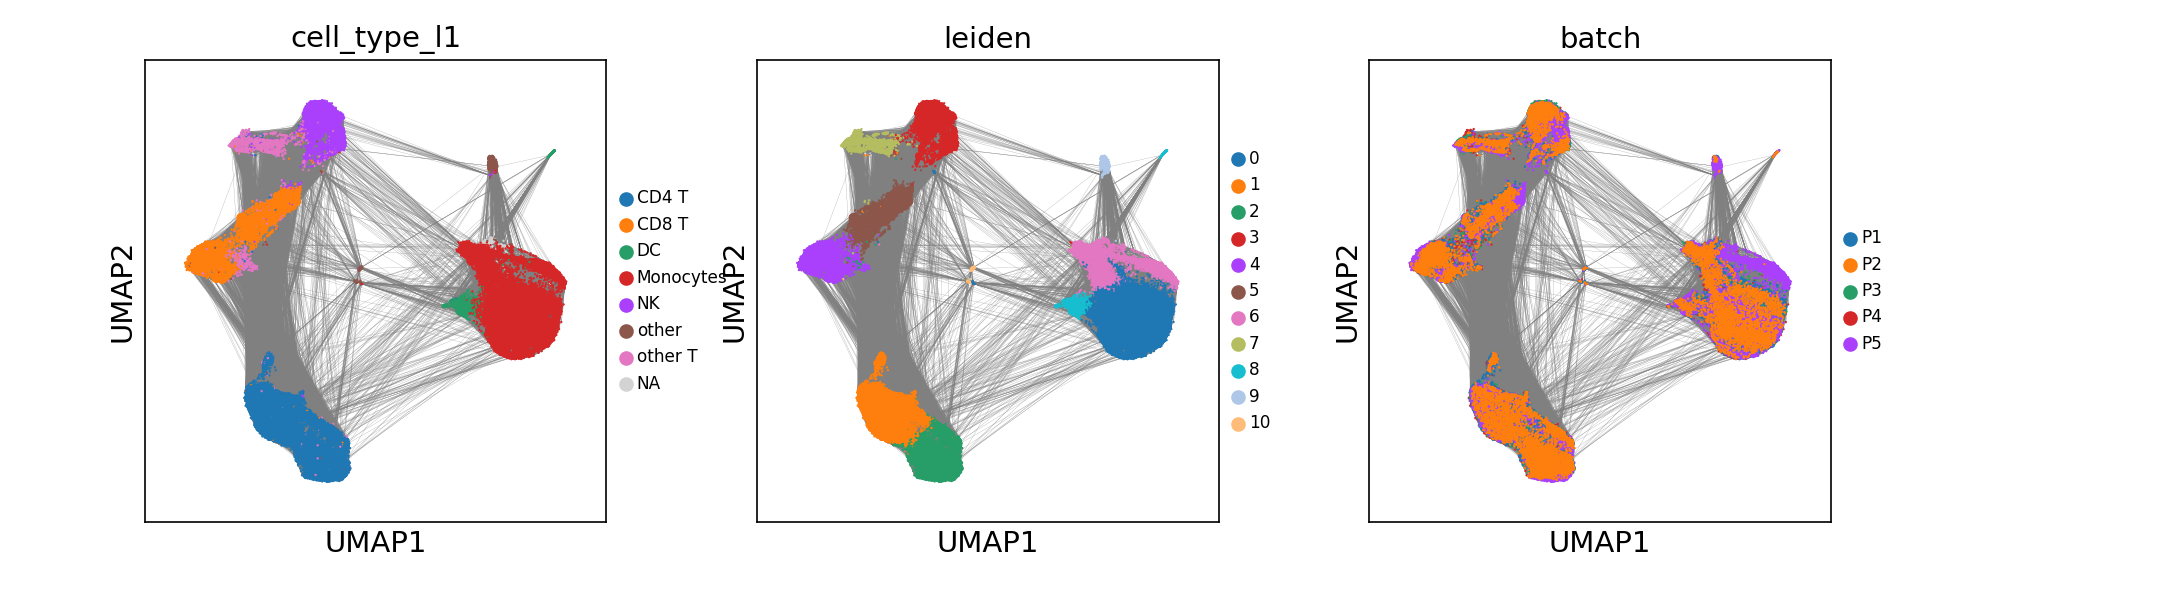 cell_type_l1
UMAP2
UMAP1
CD4 T
CD8 T
DC
Monocytes
NK
other
other T
NA
leiden
UMAP2
UMAP1
0
1
2
3
4
5
6
7
8
9
10
batch
UMAP2
UMAP1
P1
P2
P3
P4
P5